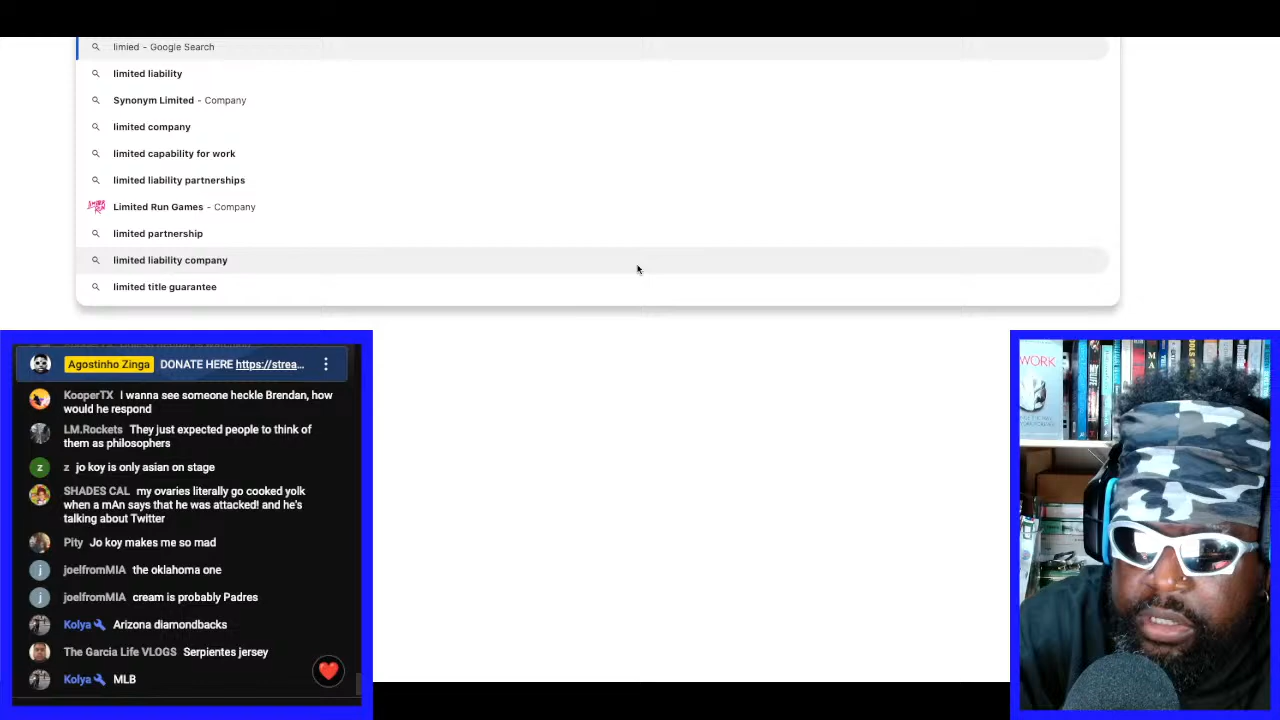 limied - Google Search
limited liability
Synonym Limited - Company
limited company
limited capability for work
limited liability partnerships
Limited Run Games - Company
limited partnership
limited liability company
limited title guarantee
Agostinho Zinga DONATE HERE https://strea...
KooperTX I wanna see someone heckle Brendan, how
would he respond
LM.Rockets They just expected people to think of
them as philosophers
z z jo koy is only asian on stage
SHADES CAL my ovaries literally go cooked yolk
when a mAn says that he was attacked! and he's
talking about Twitter
Pity Jo koy makes me so mad
j joelfromMIA the oklahoma one
j joelfromMIA cream is probably Padres
Kolya Arizona diamondbacks
The Garcia Life VLOGS Serpientes jersey
Kolya MLB
WORK